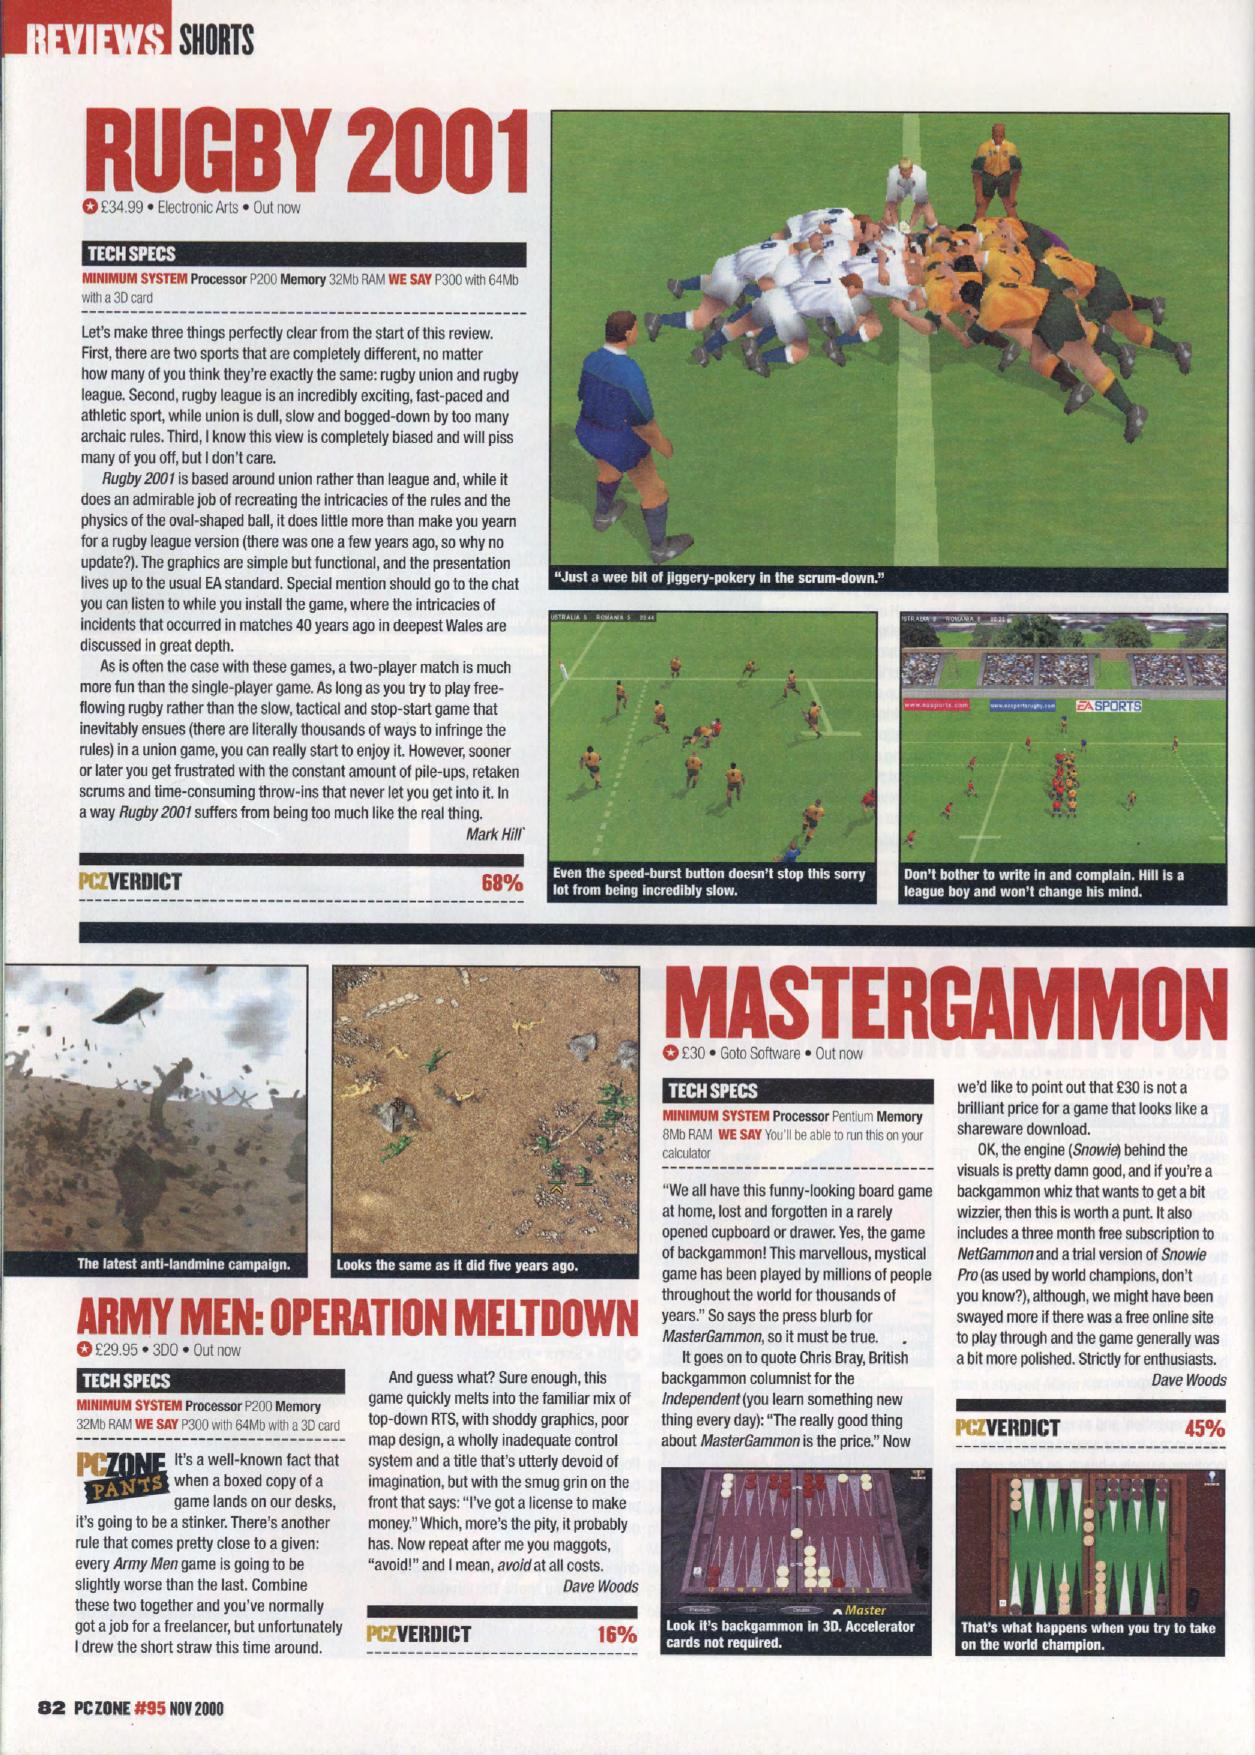 REVIEWS SHORTS
RUGBY 2001
£34.99 • Electronic Arts • Out now
TECH SPECS
MINIMUM SYSTEM Processor P200 Memory 32Mb RAM WE SAY P300 with 64Mb
with a 3D card
Let's make three things perfectly clear from the start of this review.
First, there are two sports that are completely different, no matter
how many of you think they're exactly the same: rugby union and rugby
league. Second, rugby league is an incredibly exciting, fast-paced and
athletic sport, while union is dull, slow and bogged-down by too many
archaic rules. Third, I know this view is completely biased and will piss
many of you off, but I don't care.
Rugby 2001 is based around union rather than league and, while it
does an admirable job of recreating the intricacies of the rules and the
physics of the oval-shaped ball, it does little more than make you yearn
for a rugby league version (there was one a few years ago, so why no
update?). The graphics are simple but functional, and the presentation
lives up to the usual EA standard. Special mention should go to the chat
you can listen to while you install the game, where the intricacies of
incidents that occurred in matches 40 years ago in deepest Wales are
discussed in great depth.
As is often the case with these games, a two-player match is much
more fun than the single-player game. As long as you try to play free-
flowing rugby rather than the slow, tactical and stop-start game that
inevitably ensues (there are literally thousands of ways to infringe the
rules) in a union game, you can really start to enjoy it. However, sooner
or later you get frustrated with the constant amount of pile-ups, retaken
scrums and time-consuming throw-ins that never let you get into it. In
a way Rugby 2001 suffers from being too much like the real thing.
Mark Hill
PCZVERDICT 68%
"Just a wee bit of jiggery-pokery in the scrum-down."
USTRALIA 5 ROMANIA 5
Even the speed-burst button doesn't stop this sorry
lot from being incredibly slow.
USTRALIA ROMANIA
www.easports.com www.easportsrugby.com EA SPORTS
Don't bother to write in and complain. Hill is a
league boy and won't change his mind.
The latest anti-landmine campaign.
Looks the same as it did five years ago.
ARMY MEN: OPERATION MELTDOWN
£29.95 • 3DO • Out now
TECH SPECS
MINIMUM SYSTEM Processor P200 Memory
32Mb RAM WE SAY P300 with 64Mb with a 3D card
PCZONE PANTS
It's a well-known fact that
when a boxed copy of a
game lands on our desks,
it's going to be a stinker. There's another
rule that comes pretty close to a given:
every Army Men game is going to be
slightly worse than the last. Combine
these two together and you've normally
got a job for a freelancer, but unfortunately
I drew the short straw this time around.
And guess what? Sure enough, this
game quickly melts into the familiar mix of
top-down RTS, with shoddy graphics, poor
map design, a wholly inadequate control
system and a title that's utterly devoid of
imagination, but with the smug grin on the
front that says: "I've got a license to make
money." Which, more's the pity, it probably
has. Now repeat after me you maggots,
"avoid!" and I mean, avoid at all costs.
Dave Woods
PCZVERDICT 16%
MASTERGAMMON
£30 • Goto Software • Out now
TECH SPECS
MINIMUM SYSTEM Processor Pentium Memory
8Mb RAM WE SAY You'll be able to run this on your
calculator
"We all have this funny-looking board game
at home, lost and forgotten in a rarely
opened cupboard or drawer. Yes, the game
of backgammon! This marvellous, mystical
game has been played by millions of people
throughout the world for thousands of
years." So says the press blurb for
MasterGammon, so it must be true.
It goes on to quote Chris Bray, British
backgammon columnist for the
Independent (you learn something new
thing every day): "The really good thing
about MasterGammon is the price." Now
we'd like to point out that £30 is not a
brilliant price for a game that looks like a
shareware download.
OK, the engine (Snowie) behind the
visuals is pretty damn good, and if you're a
backgammon whiz that wants to get a bit
wizzier, then this is worth a punt. It also
includes a three month free subscription to
NetGammon and a trial version of Snowie
Pro (as used by world champions, don't
you know?), although, we might have been
swayed more if there was a free online site
to play through and the game generally was
a bit more polished. Strictly for enthusiasts.
Dave Woods
PCZVERDICT 45%
Master
Look it's backgammon in 3D. Accelerator
cards not required.
That's what happens when you try to take
on the world champion.
82 PCZONE #95 NOV 2000